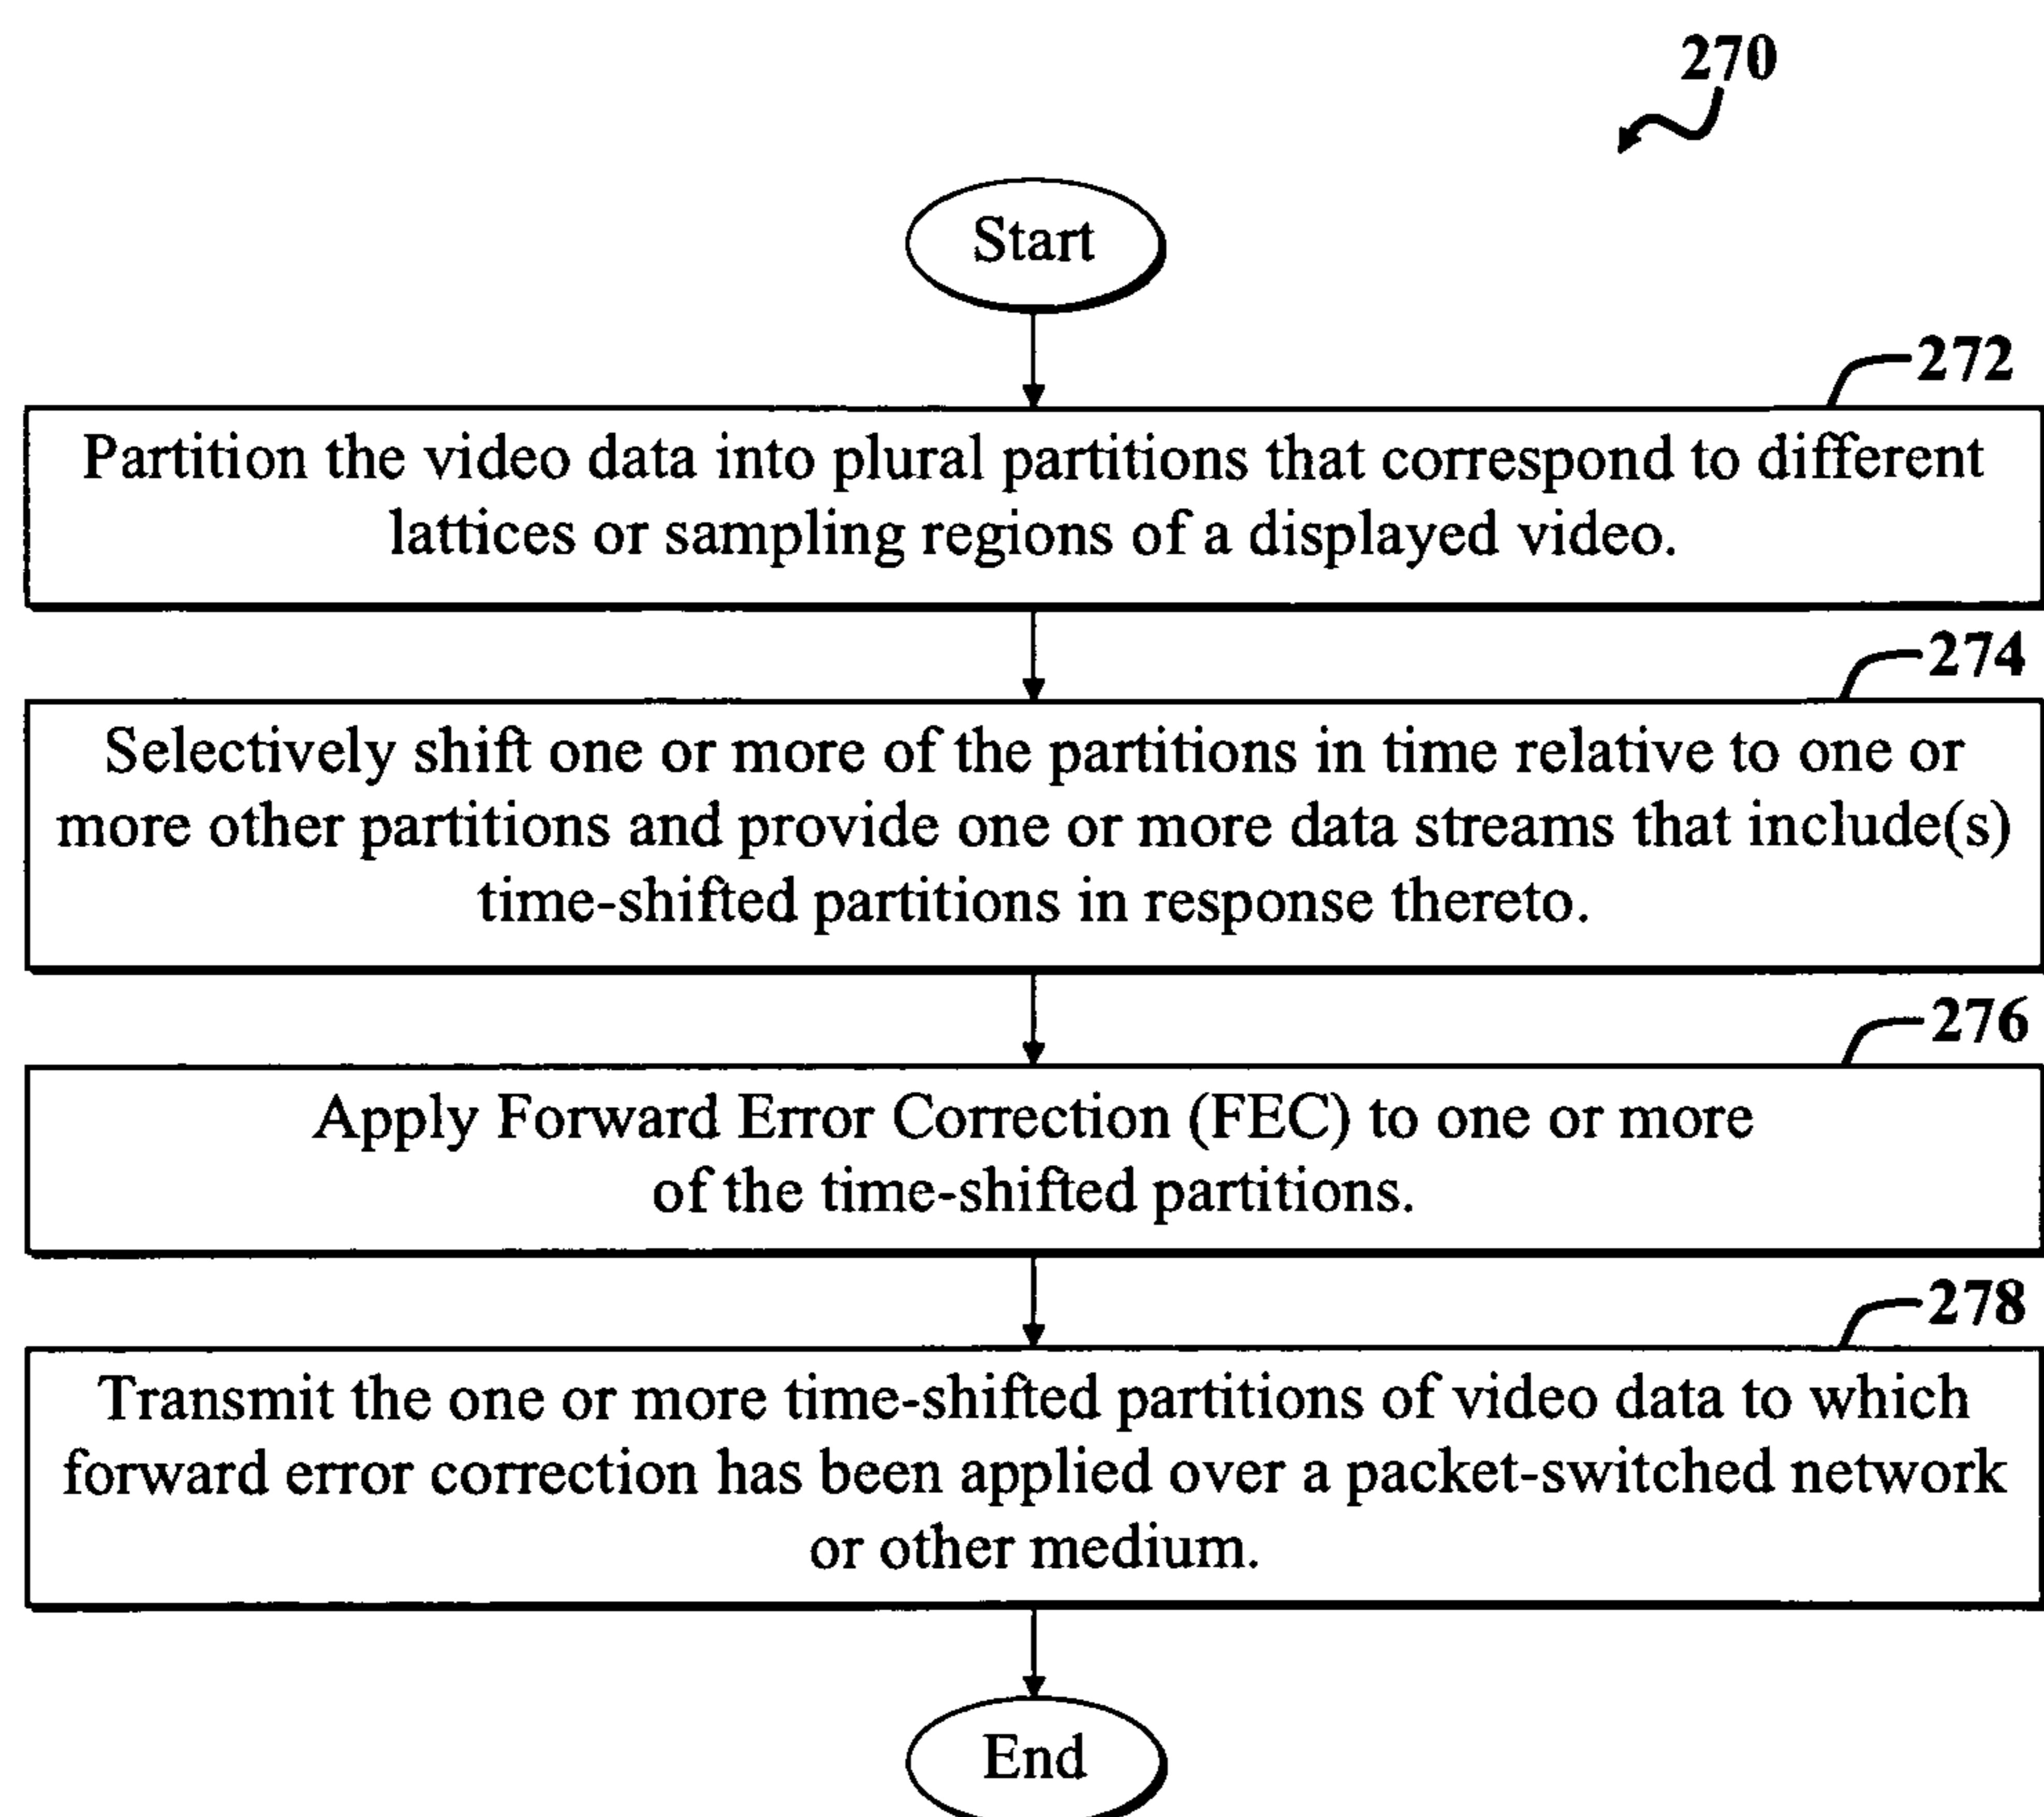 270
Start
272
Partition the video data into plural partitions that correspond to different
lattices or sampling regions of a displayed video.
274
Selectively shift one or more of the partitions in time relative to one or
more other partitions and provide one or more data streams that include(s)
time-shifted partitions in response thereto.
276
Apply Forward Error Correction (FEC) to one or more
of the time-shifted partitions.
278
Transmit the one or more time-shifted partitions of video data to which
forward error correction has been applied over a packet-switched network
or other medium.
End